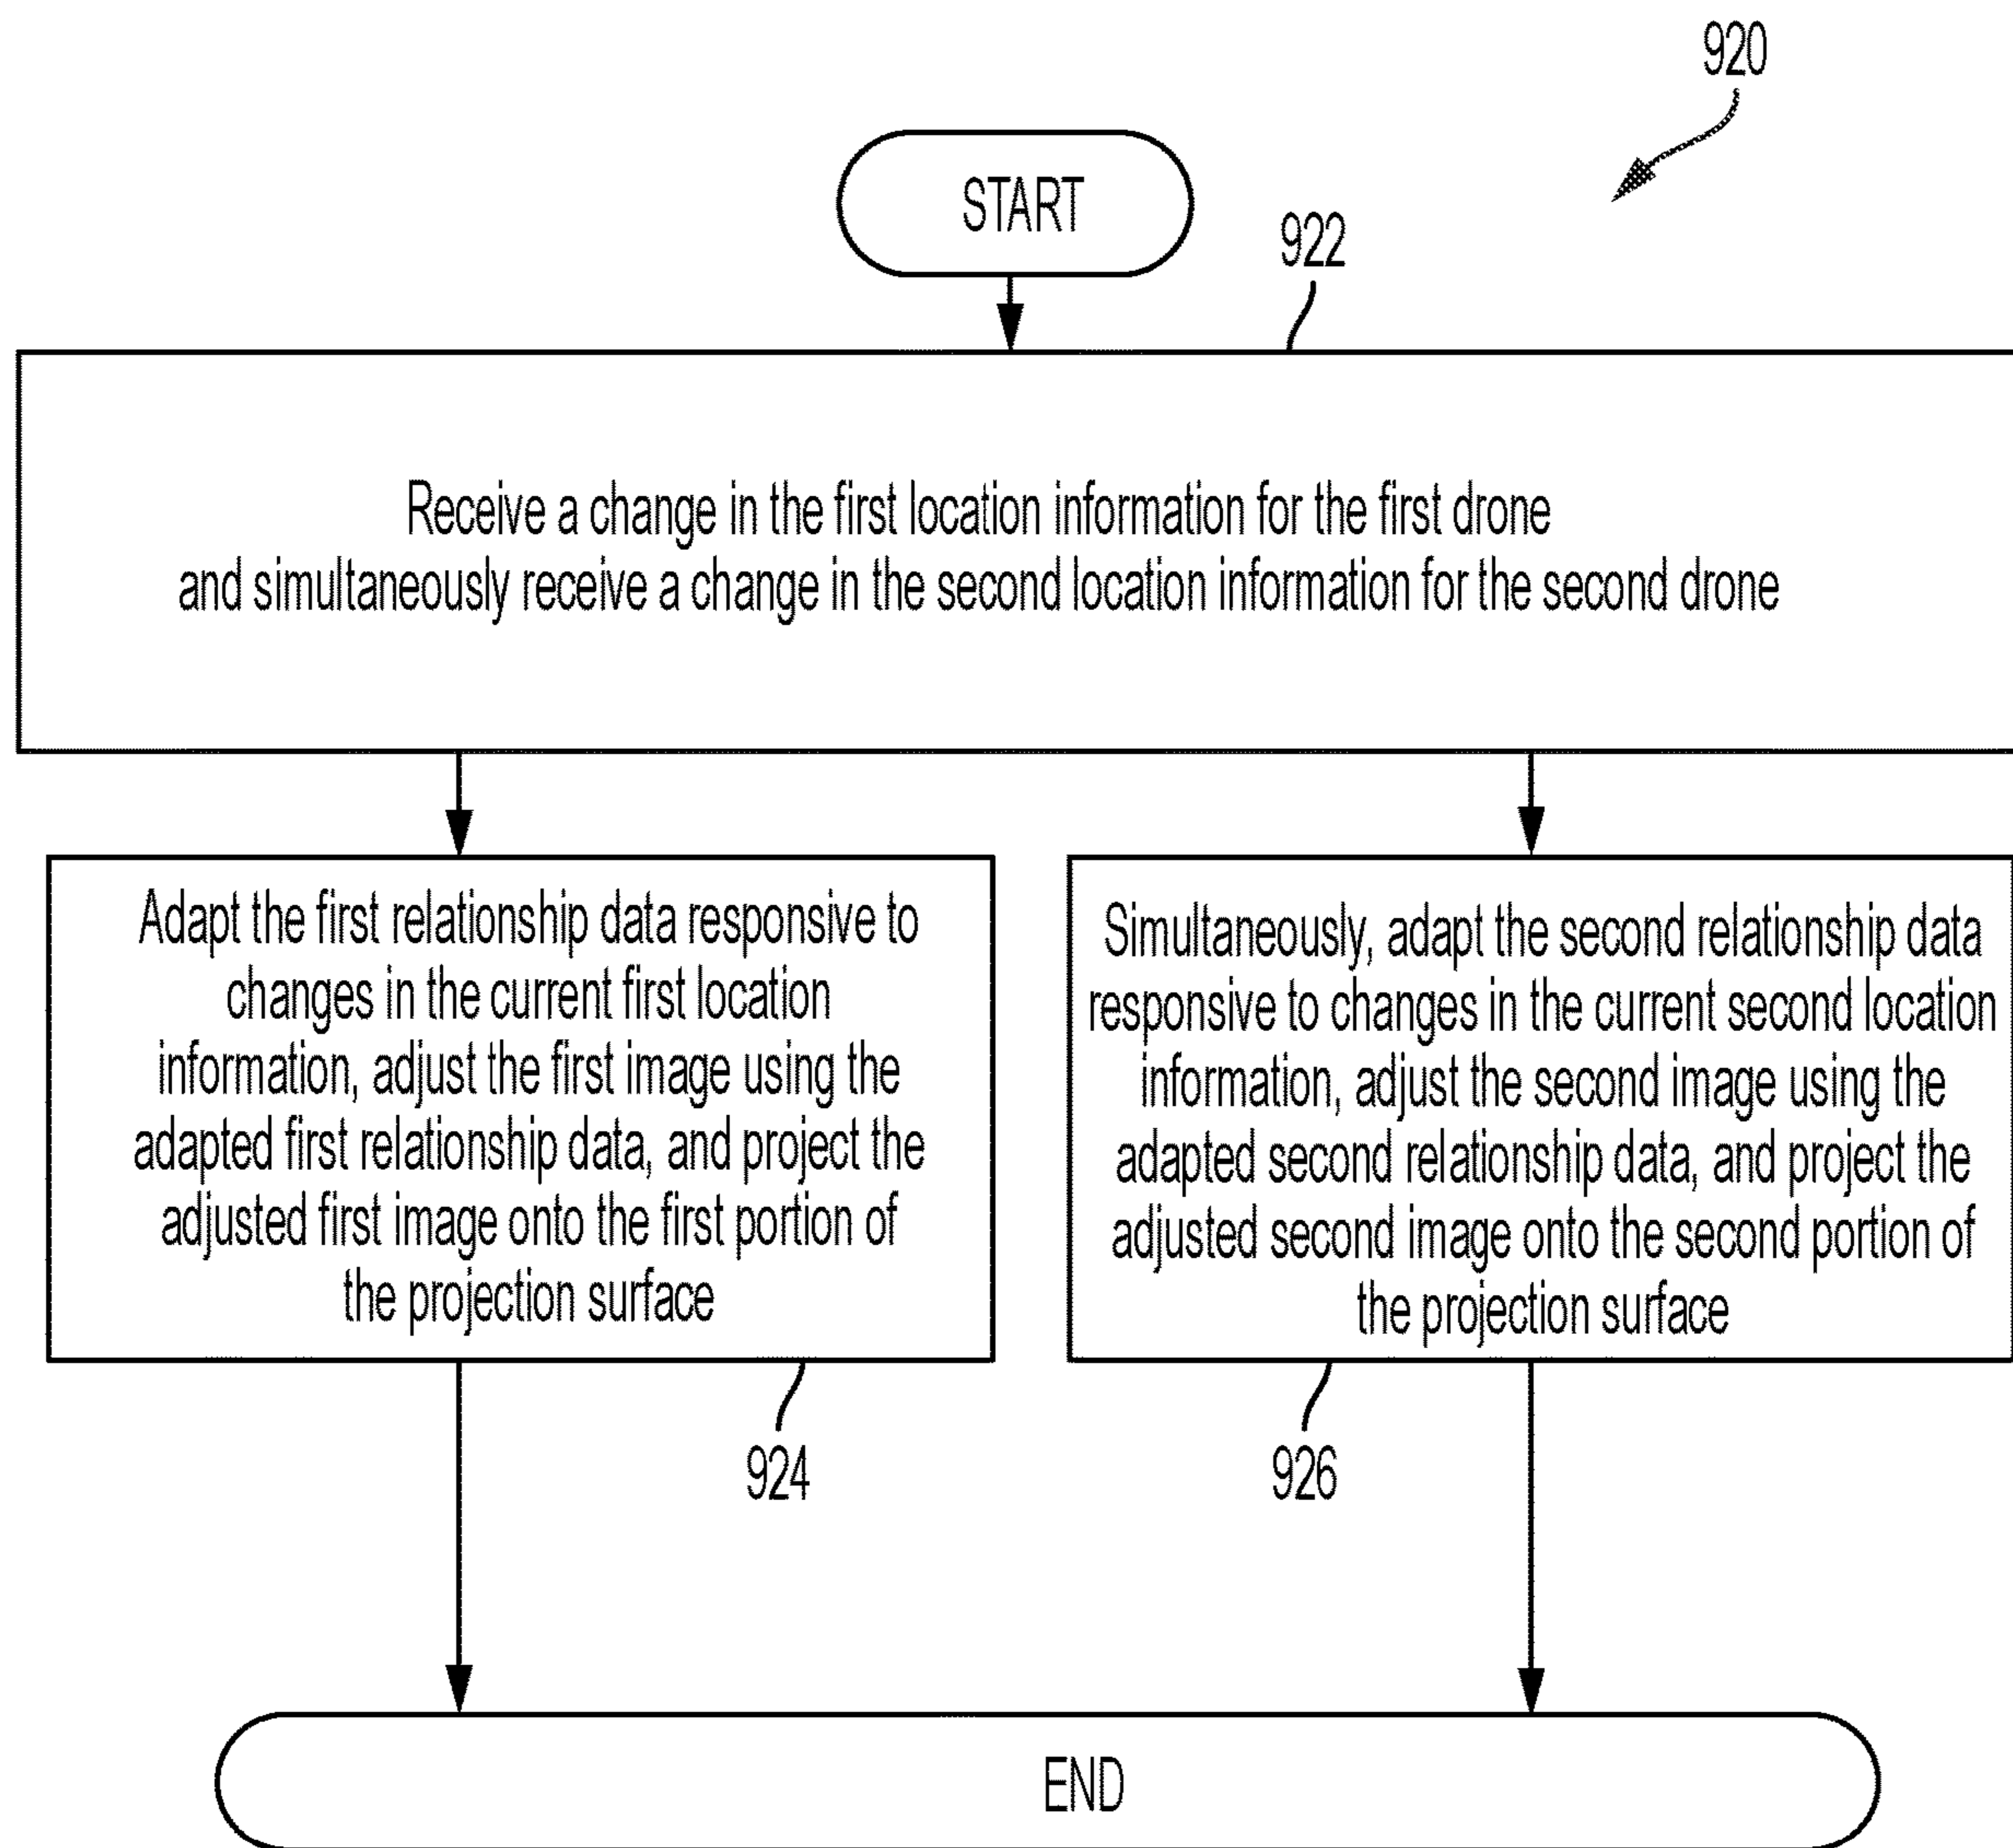 920
START
922
Receive a change in the first location information for the first drone
and simultaneously receive a change in the second location information for the second drone
Adapt the first relationship data responsive to
changes in the current first location
information, adjust the first image using the
adapted first relationship data, and project the
adjusted first image onto the first portion of
the projection surface
Simultaneously, adapt the second relationship data
responsive to changes in the current second location
information, adjust the second image using the
adapted second relationship data, and project the
adjusted second image onto the second portion of
the projection surface
924
926
END